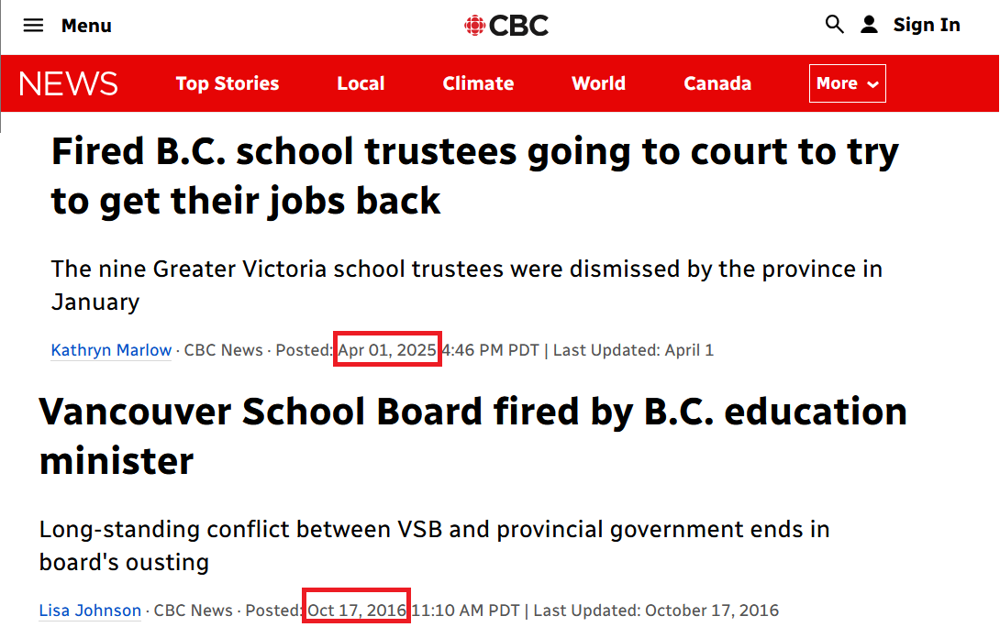 Menu CBC Sign In
NEWS Top Stories Local Climate World Canada More
Fired B.C. school trustees going to court to try
to get their jobs back
The nine Greater Victoria school trustees were dismissed by the province in
January
Kathryn Marlow · CBC News · Posted: Apr 01, 2025 4:46 PM PDT | Last Updated: April 1
Vancouver School Board fired by B.C. education
minister
Long-standing conflict between VSB and provincial government ends in
board's ousting
Lisa Johnson · CBC News · Posted: Oct 17, 2016 11:10 AM PDT | Last Updated: October 17, 2016